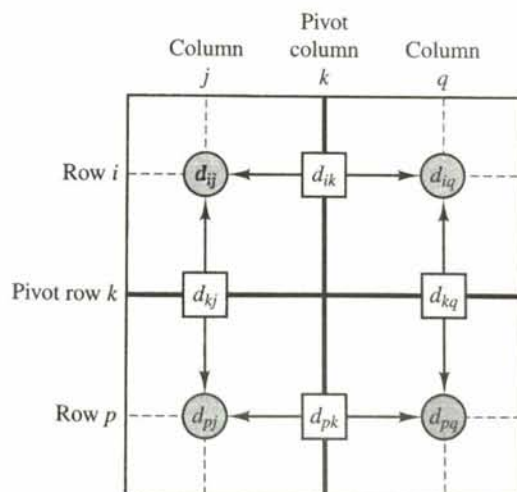 Pivot
Column column Column
j k q
Row i d_ij d_ik d_iq
Pivot row k d_kj d_kq
Row p d_pj d_pk d_pq